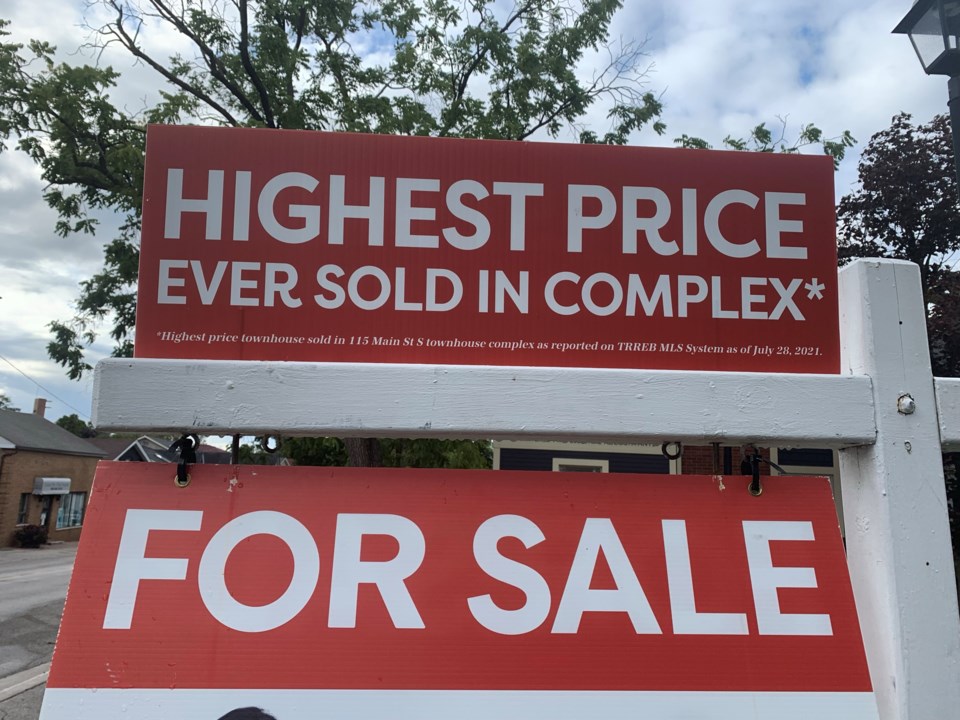 HIGHEST PRICE
EVER SOLD IN COMPLEX*
*Highest price townhouse sold in 115 Main St S townhouse complex as reported on TRREB MLS System as of July 28, 2021.
FOR SALE